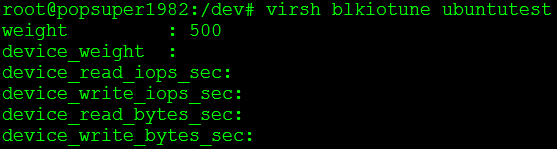 root@popsuper1982:/dev# virsh blkiotune ubuntutest
weight         : 500
device_weight  :
device_read_iops_sec:
device_write_iops_sec:
device_read_bytes_sec:
device_write_bytes_sec: